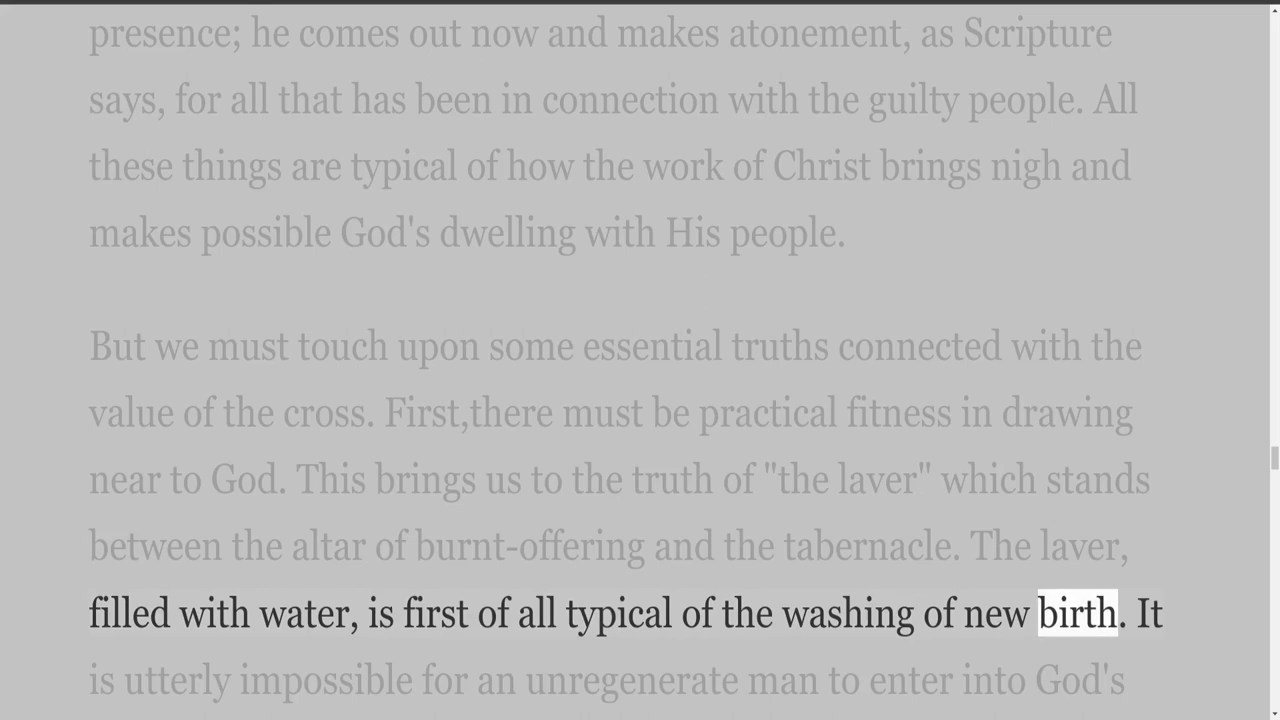 presence; he comes out now and makes atonement, as Scripture
says, for all that has been in connection with the guilty people. All
these things are typical of how the work of Christ brings nigh and
makes possible God's dwelling with His people.
But we must touch upon some essential truths connected with the
value of the cross. First,there must be practical fitness in drawing
near to God. This brings us to the truth of "the laver" which stands
between the altar of burnt-offering and the tabernacle. The laver,
filled with water, is first of all typical of the washing of new birth. It
is utterly impossible for an unregenerate man to enter into God's